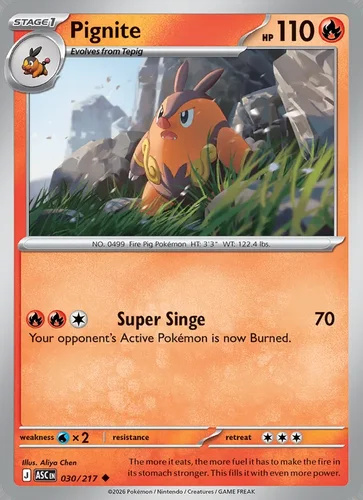 STAGE1
Pignite
HP 110
Evolves from Tepig
NO. 0499 Fire Pig Pokémon HT: 3'3" WT: 122.4 lbs.
Super Singe 70
Your opponent's Active Pokémon is now Burned.
weakness ×2 resistance retreat
Illus. Aliya Chen
The more it eats, the more fuel it has to make the fire in
its stomach stronger. This fills it with even more power.
J ASC EN 030/217
©2026 Pokémon / Nintendo / Creatures / GAME FREAK